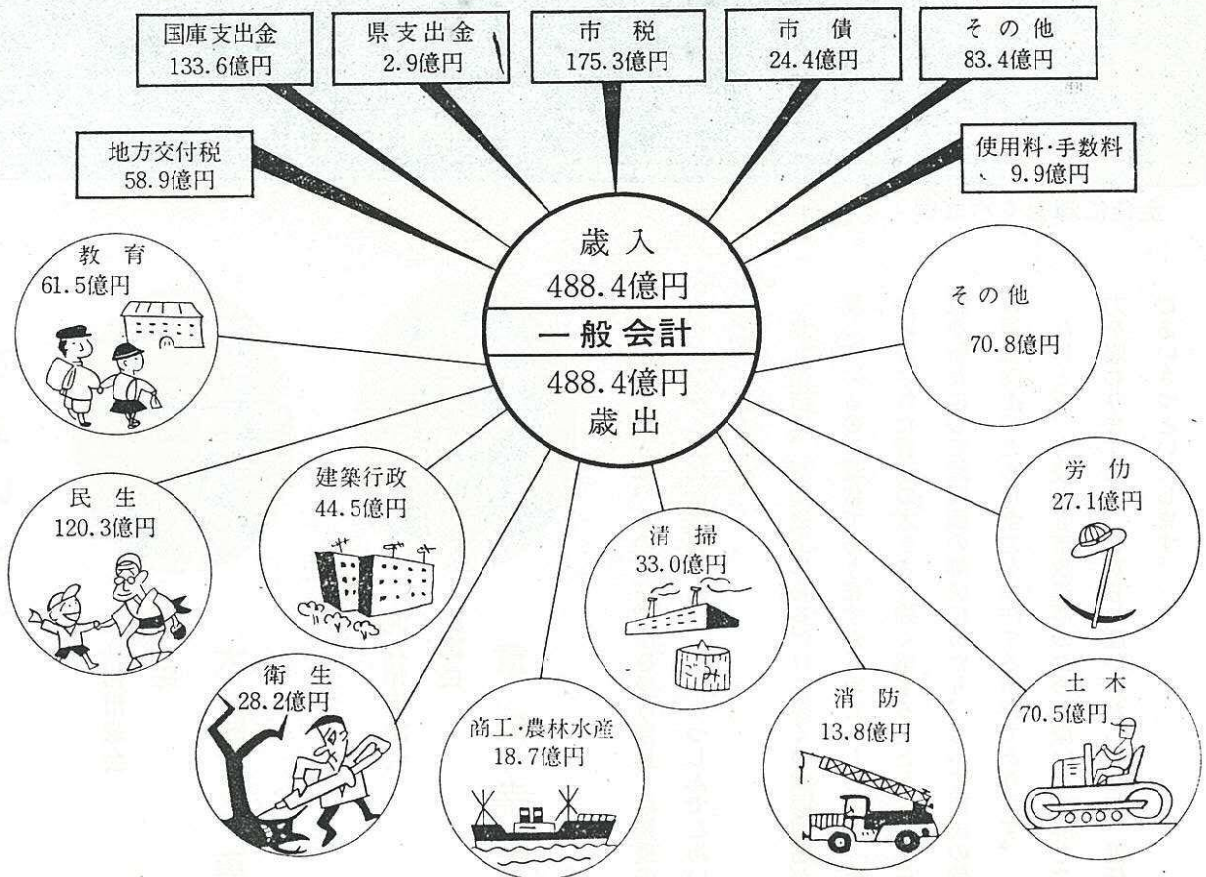 国庫支出金
133.6億円
県支出金
2.9億円
市税
175.3億円
市債
24.4億円
その他
83.4億円
地方交付税
58.9億円
使用料・手数料
9.9億円
歳入
488.4億円
一般会計
488.4億円
歳出
教育
61.5億円
その他
70.8億円
民生
120.3億円
建築行政
44.5億円
清掃
33.0億円
ごみ
労仂
27.1億円
衛生
28.2億円
商工・農林水産
18.7億円
消防
13.8億円
土木
70.5億円